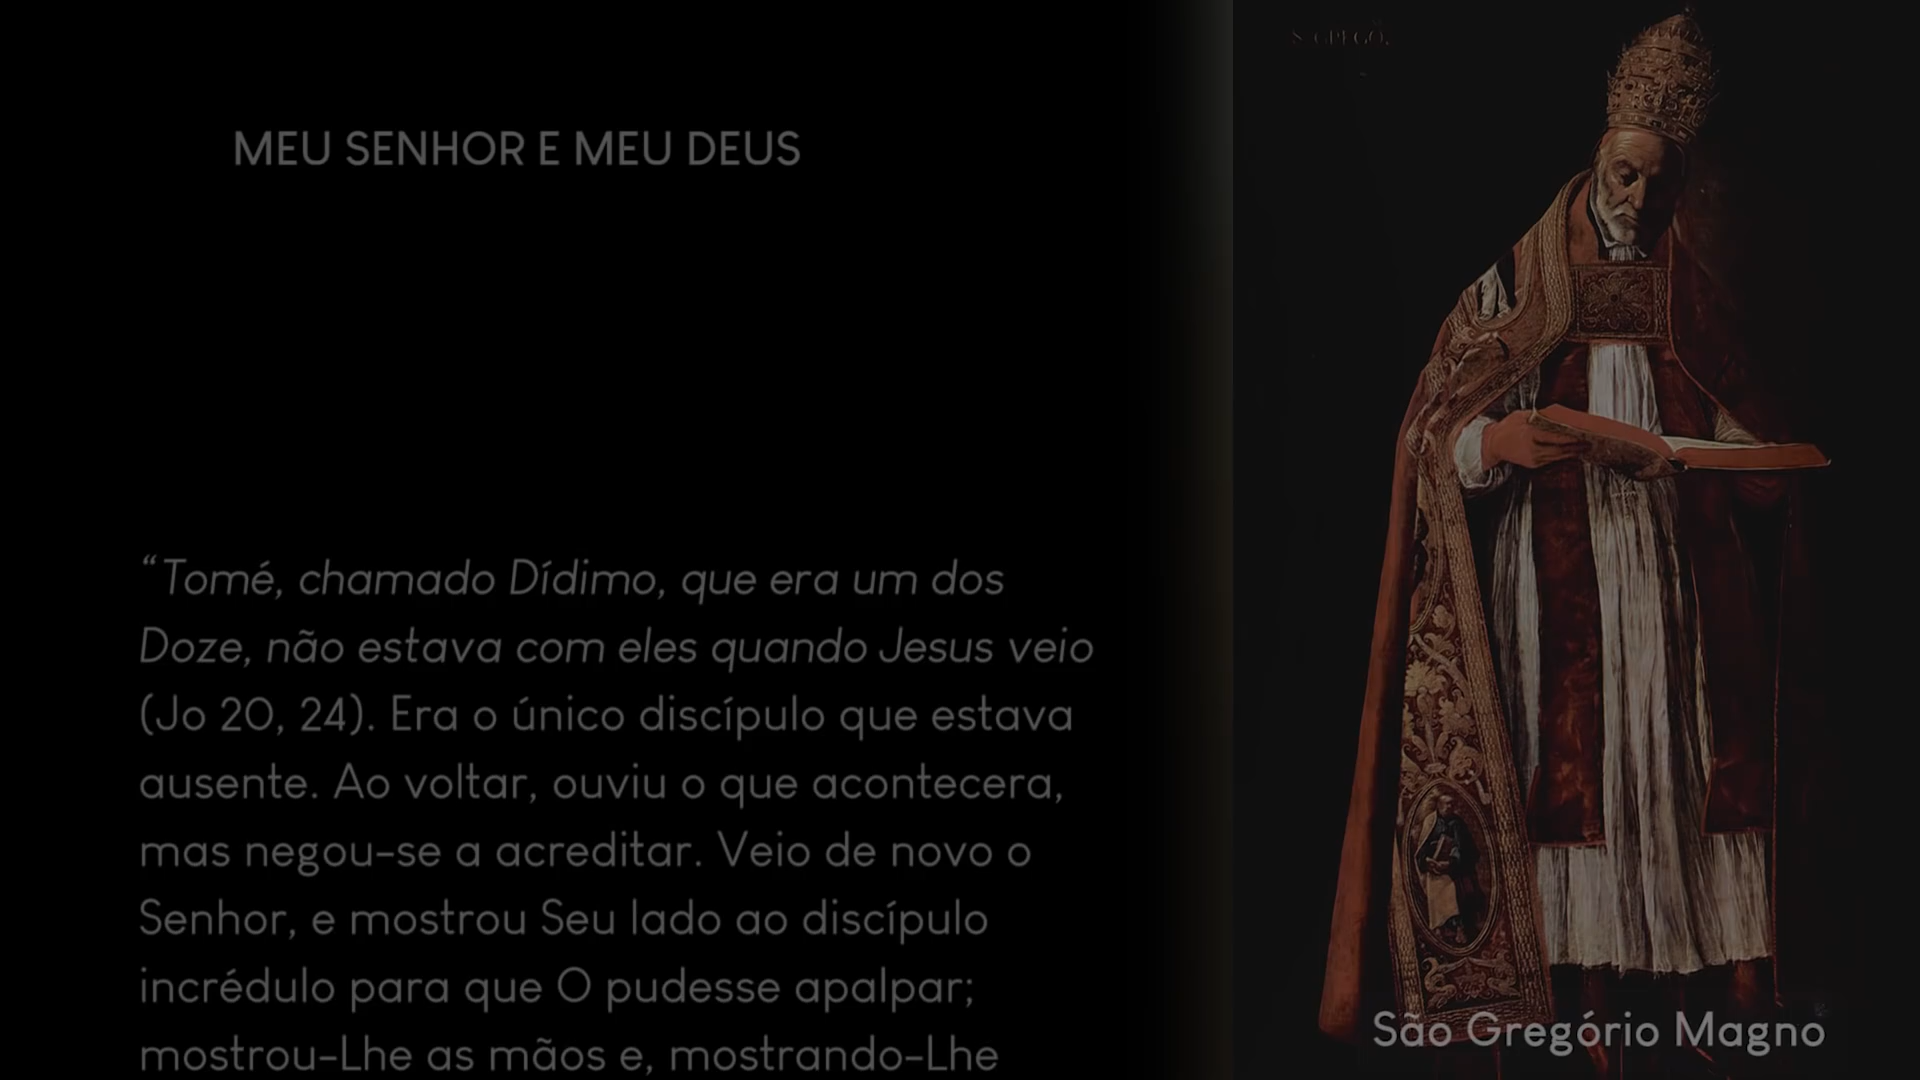 MEU SENHOR E MEU DEUS
“Tomé, chamado Dídimo, que era um dos
Doze, não estava com eles quando Jesus veio
(Jo 20, 24). Era o único discípulo que estava
ausente. Ao voltar, ouviu o que acontecera,
mas negou-se a acreditar. Veio de novo o
Senhor, e mostrou Seu lado ao discípulo
incrédulo para que O pudesse apalpar;
mostrou-Lhe as mãos e, mostrando-Lhe
S GREGO.
São Gregório Magno